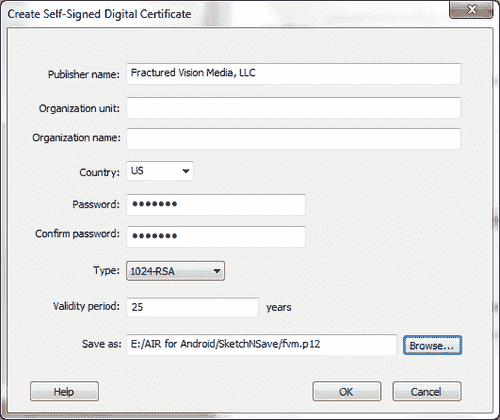 Create Self-Signed Digital Certificate
Publisher name: Fractured Vision Media, LLC
Organization unit:
Organization name:
Country: US
Password: •••••••
Confirm password: •••••••
Type: 1024-RSA
Validity period: 25 years
Save as: E:/AIR for Android/SketchNSave/fvm.p12 Browse...
Help OK Cancel